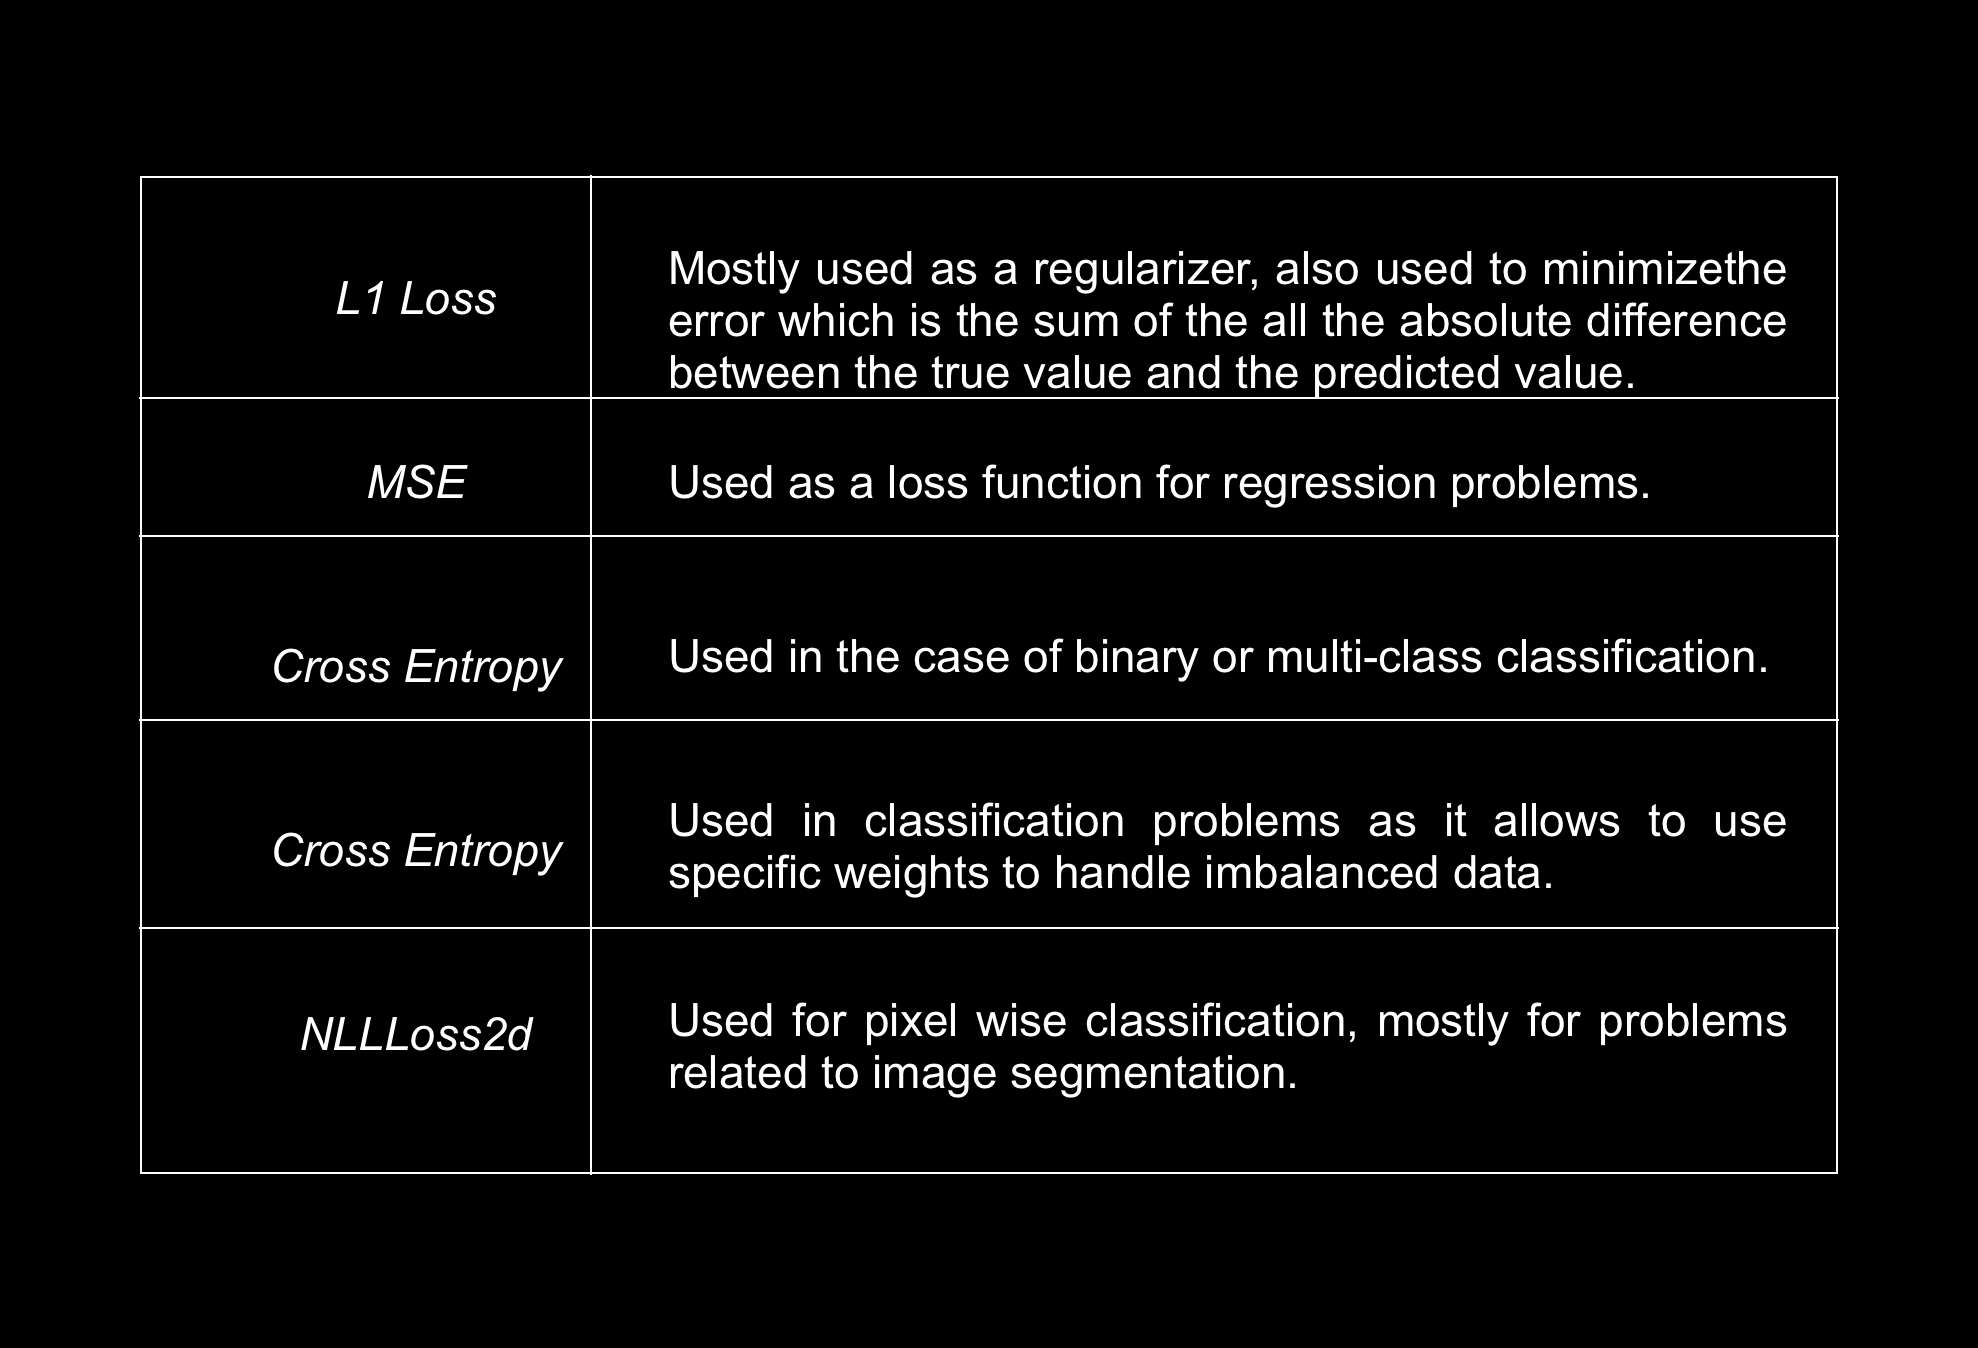 L1 Loss
Mostly used as a regularizer, also used to minimizethe
error which is the sum of the all the absolute difference
between the true value and the predicted value.
MSE
Used as a loss function for regression problems.
Cross Entropy
Used in the case of binary or multi-class classification.
Cross Entropy
Used in classification problems as it allows to use
specific weights to handle imbalanced data.
NLLLoss2d
Used for pixel wise classification, mostly for problems
related to image segmentation.